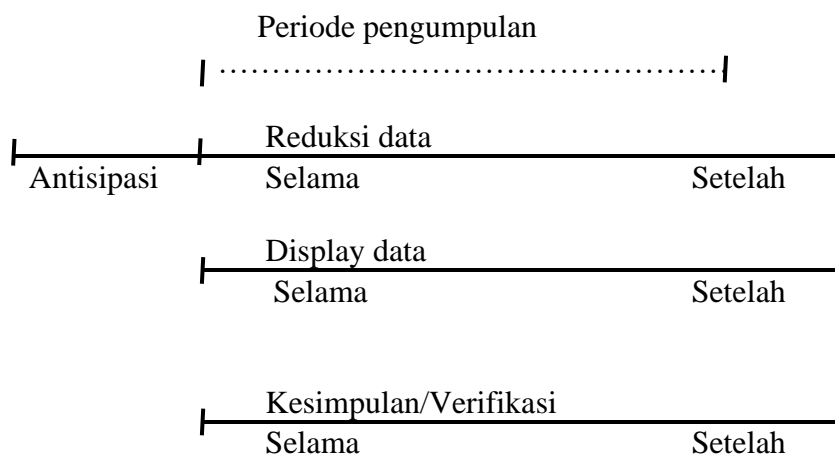 Periode pengumpulan
Reduksi data
Antisipasi Selama Setelah
Display data
Selama Setelah
Kesimpulan/Verifikasi
Selama Setelah